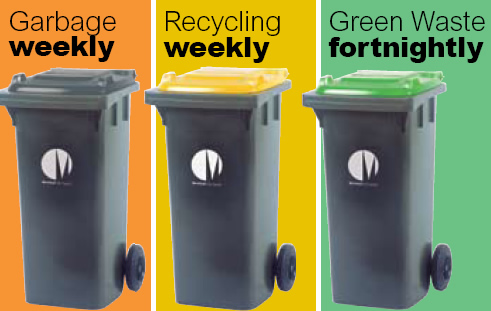 Garbage
weekly
Recycling
weekly
Green Waste
fortnightly